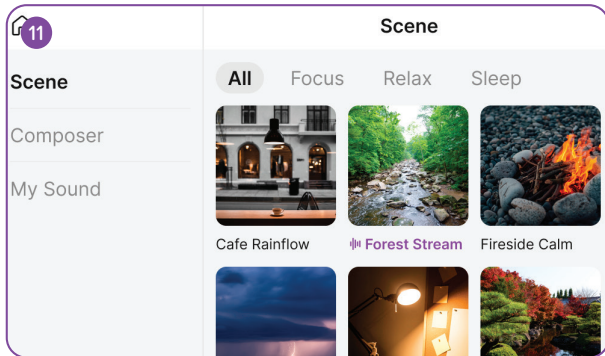 11
Scene
Scene
Composer
My Sound
All Focus Relax Sleep
Cafe Rainflow Forest Stream Fireside Calm